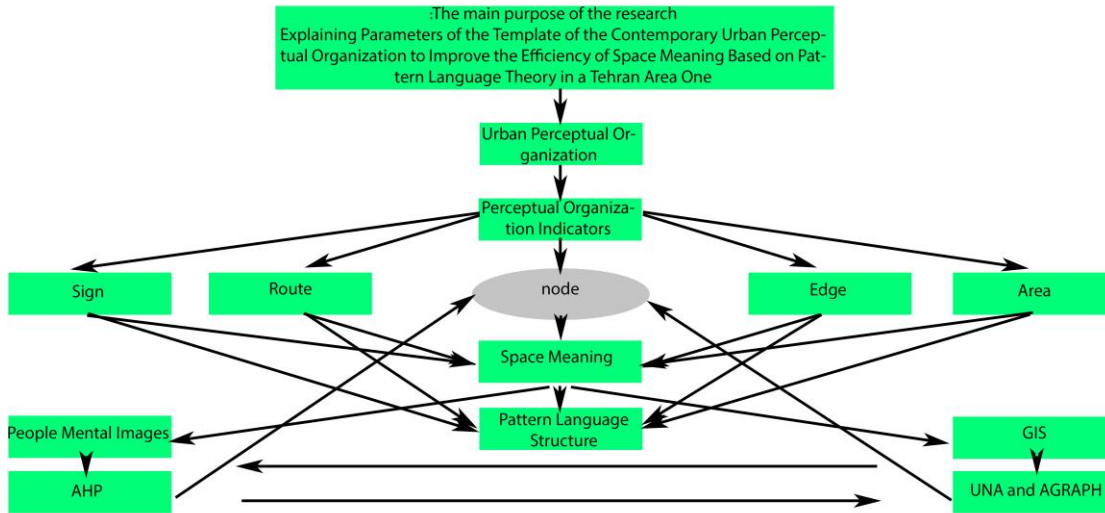 :The main purpose of the research
Explaining Parameters of the Template of the Contemporary Urban Percep-
tual Organization to Improve the Efficiency of Space Meaning Based on Pat-
tern Language Theory in a Tehran Area One
Urban Perceptual Or-
ganization
Perceptual Organiza-
tion Indicators
Sign
Route
node
Edge
Area
Space Meaning
People Mental Images
Pattern Language
Structure
GIS
AHP
UNA and AGRAPH